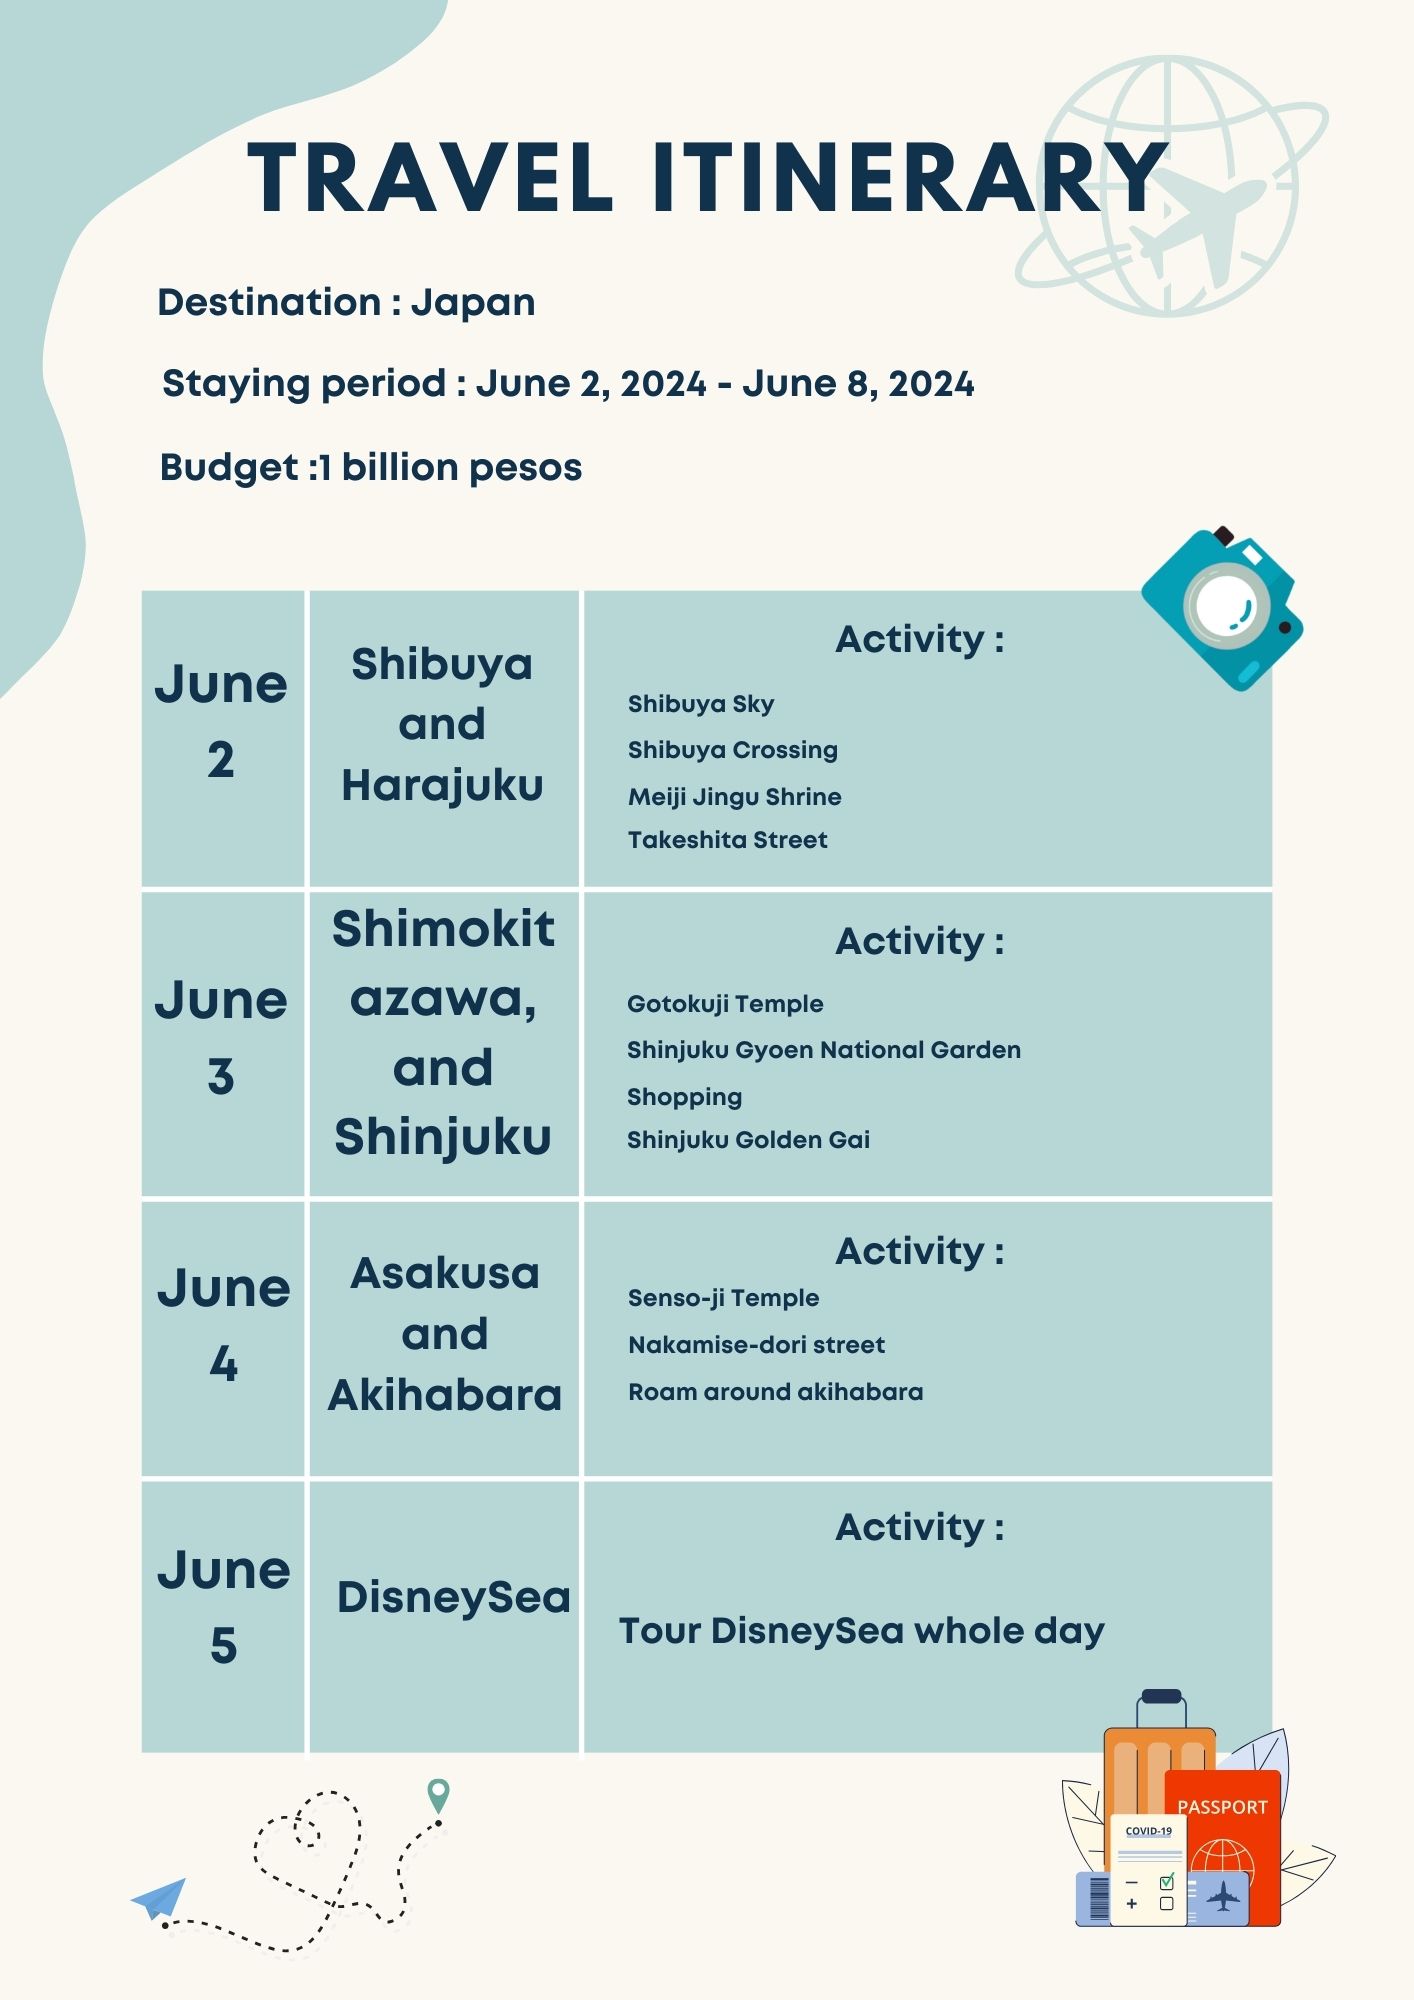 TRAVEL ITINERARY
Destination : Japan
Staying period : June 2, 2024 - June 8, 2024
Budget :1 billion pesos
June
2
Shibuya
and
Harajuku
Activity :
Shibuya Sky
Shibuya Crossing
Meiji Jingu Shrine
Takeshita Street
June
3
Shimokit
azawa,
and
Shinjuku
Activity :
Gotokuji Temple
Shinjuku Gyoen National Garden
Shopping
Shinjuku Golden Gai
June
4
Asakusa
and
Akihabara
Activity :
Senso-ji Temple
Nakamise-dori street
Roam around akihabara
June
5
DisneySea
Activity :
Tour DisneySea whole day
PASSPORT
COVID-19